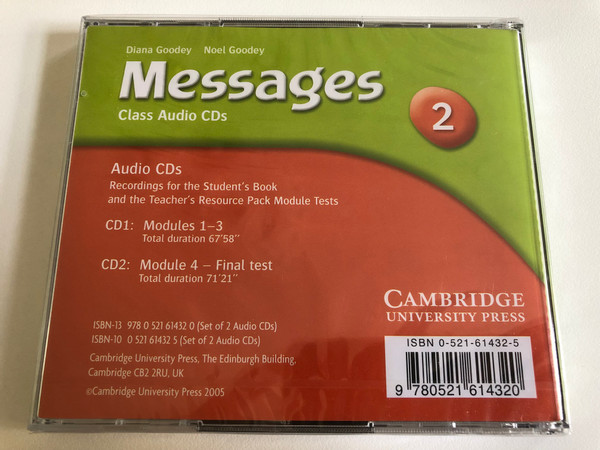 Diana Goodey Noel Goodey
Messages
Class Audio CDs
2
Audio CDs
Recordings for the Student's Book
and the Teacher's Resource Pack Module Tests
CD1: Modules 1–3
Total duration 67'58"
CD2: Module 4 – Final test
Total duration 71'21"
CAMBRIDGE
UNIVERSITY PRESS
ISBN-13 978 0 521 61432 0 (Set of 2 Audio CDs)
ISBN-10 0 521 61432 5 (Set of 2 Audio CDs)
Cambridge University Press, The Edinburgh Building,
Cambridge CB2 2RU, UK
©Cambridge University Press 2005
ISBN 0-521-61432-5
9 780521 614320